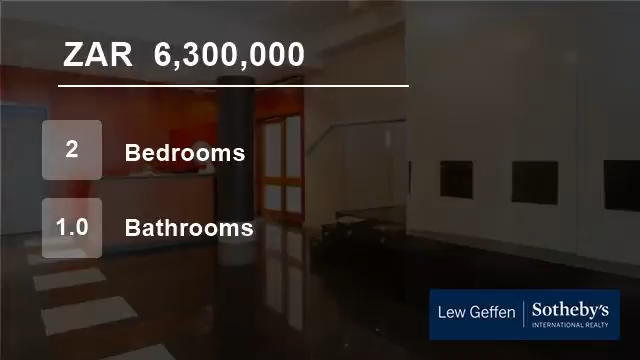 ZAR 6,300,000
2 Bedrooms
1.0 Bathrooms
Lew Geffen Sotheby's
INTERNATIONAL REALTY